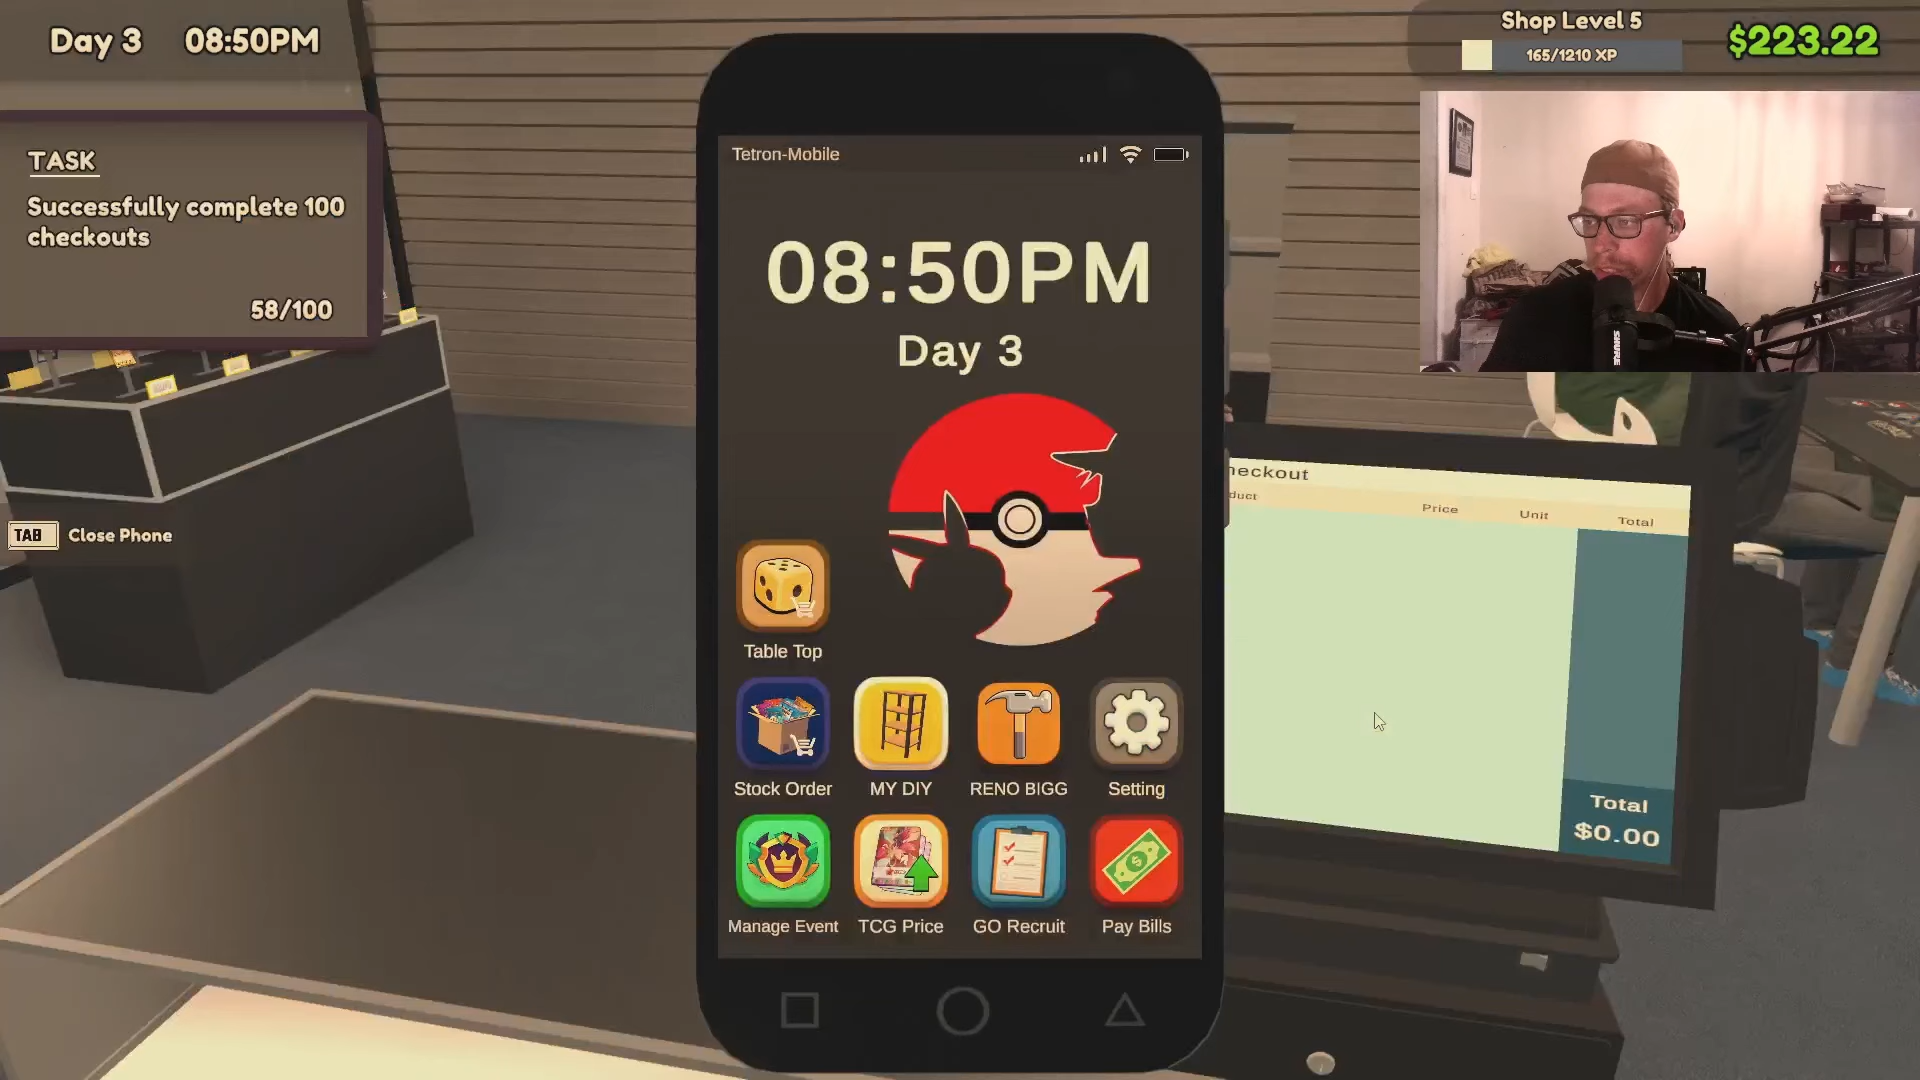 Day 3 08:50PM
Shop Level 5
165/1210 XP
$223.22
TASK
Successfully complete 100
checkouts
58/100
TAB Close Phone
Tetron-Mobile
08:50PM
Day 3
Table Top
Stock Order MY DIY RENO BIGG Setting
Manage Event TCG Price GO Recruit Pay Bills
heckout
duct Price Unit Total
Total
$0.00
SHURE